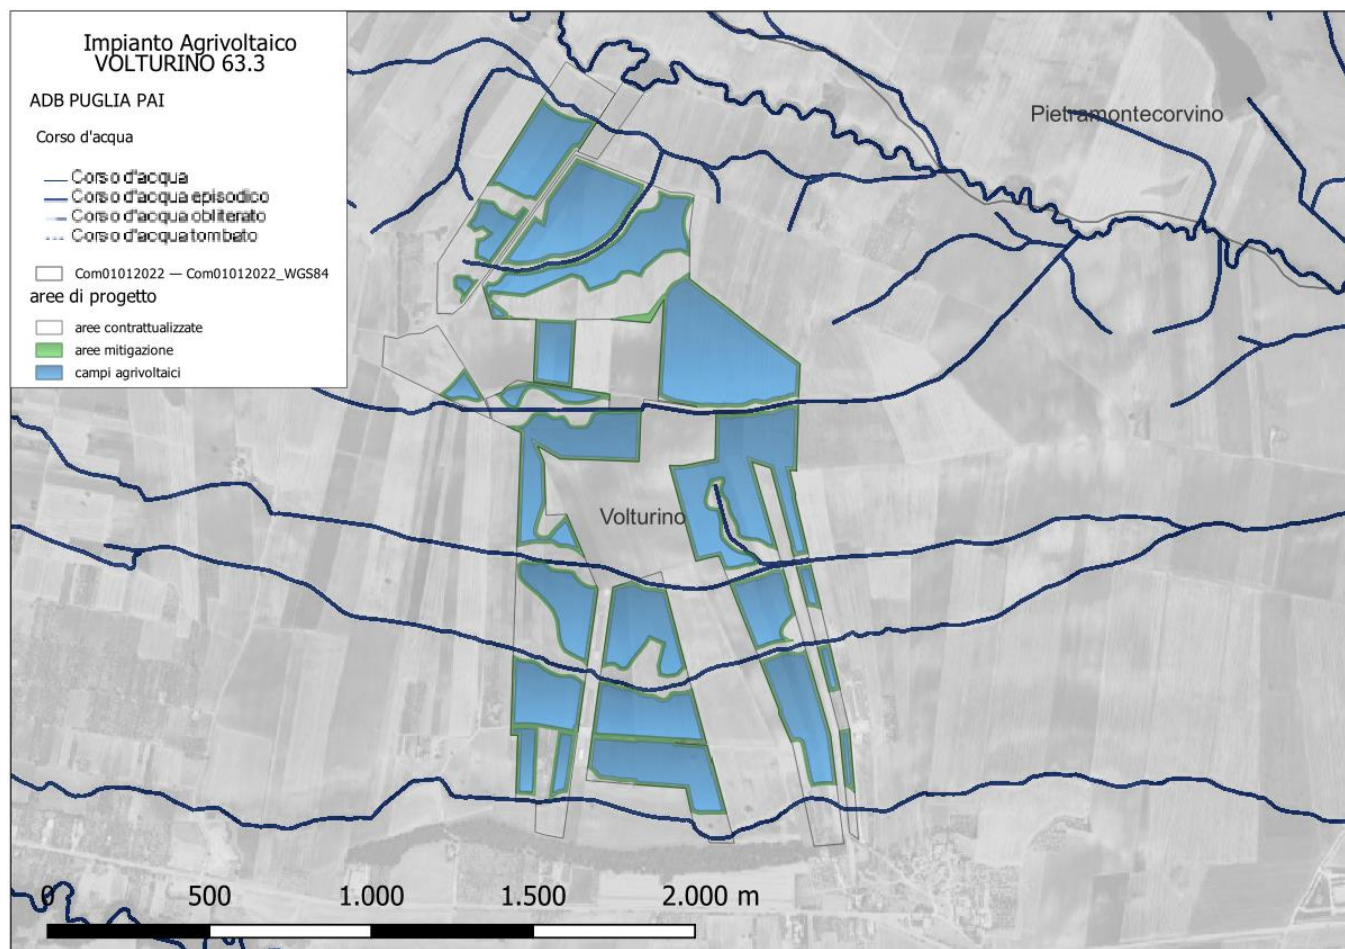 Impianto Agrivoltaico
VOLTURINO 63.3
ADB PUGLIA PAI
Corso d'acqua
Corso d'acqua
Corso d'acqua episodico
Corso d'acqua obliterato
Corso d'acqua tombato
Com01012022 — Com01012022_WGS84
aree di progetto
aree contrattualizzate
aree mitigazione
campi agrivoltaici
Pietramontecorvino
Volturino
0 500 1.000 1.500 2.000 m